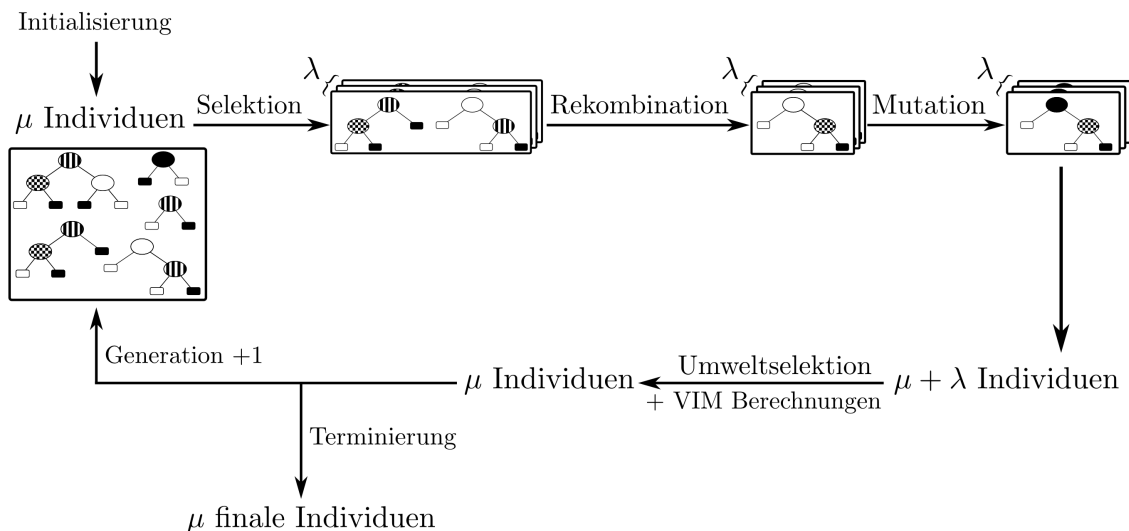 Initialisierung
μ Individuen
Selektion
λ{
Rekombination
λ{
Mutation
λ{
Generation +1
μ Individuen
Umweltselektion
+ VIM Berechnungen
μ + λ Individuen
Terminierung
μ finale Individuen